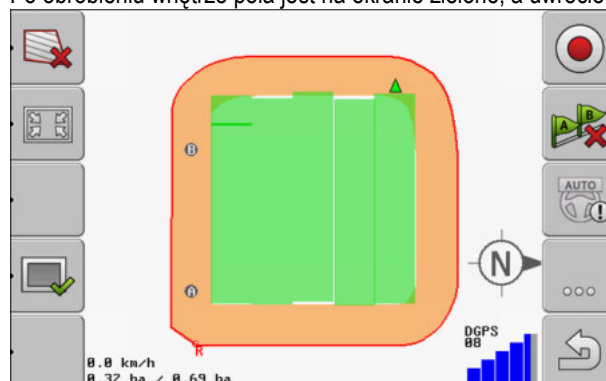 Po obrobieniu wnętrze pola jest na ekranie zielone, a uwrocie
A B
AUTO
N
DGPS
08
R
0.0 km/h
0.32 ha / 0.69 ha